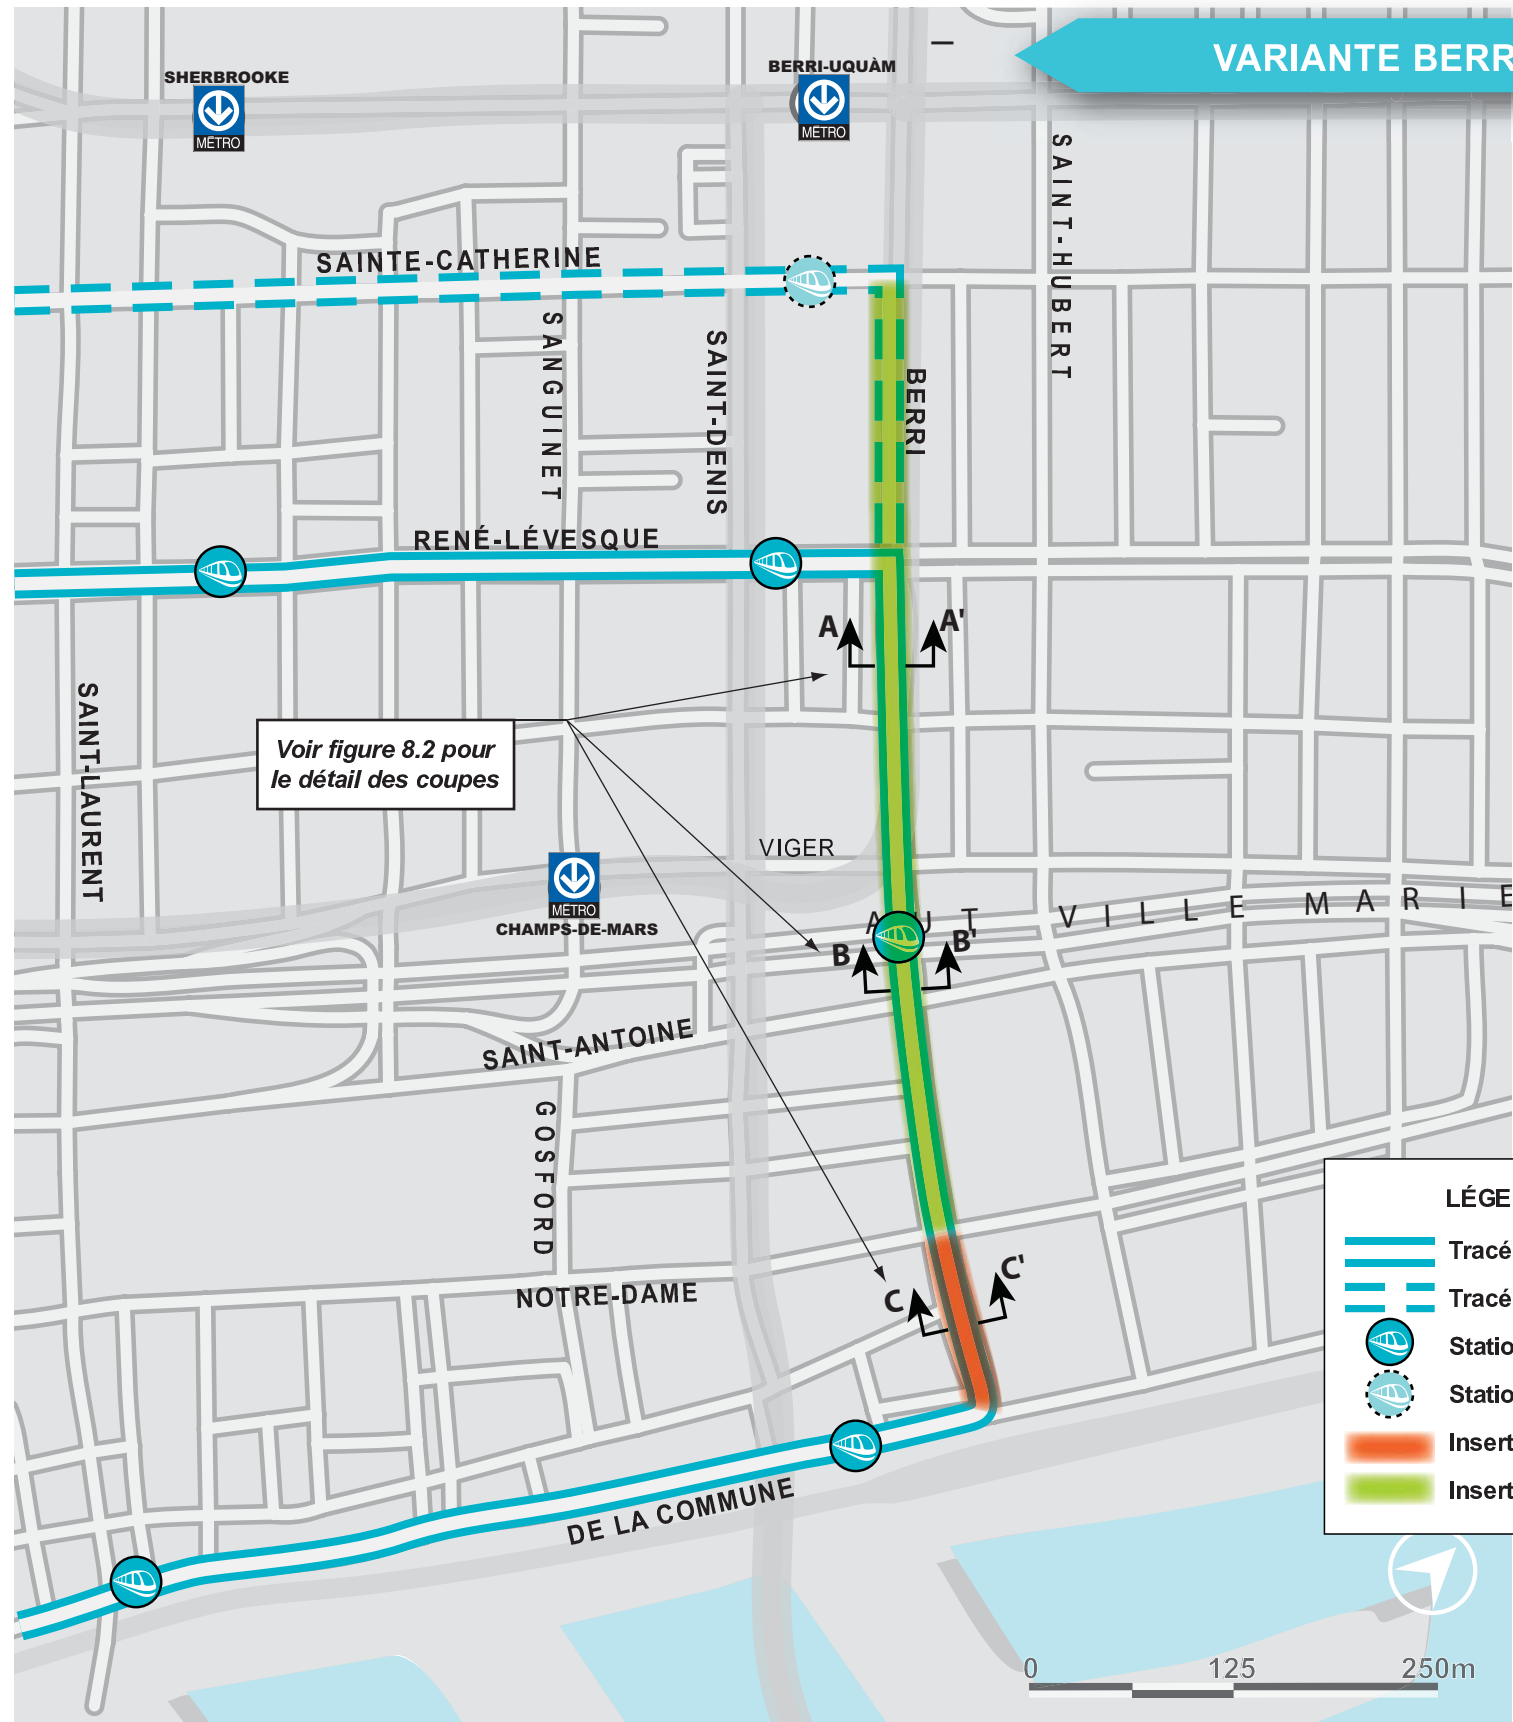 VARIANTE BERR
SHERBROOKE
MÉTRO
BERRI-UQUÀM
MÉTRO
SAINT-HUBERT
SAINTE-CATHERINE
SANGUINET
SAINT-DENIS
BERRI
RENÉ-LÉVESQUE
A
A'
SAINT-LAURENT
Voir figure 8.2 pour
le détail des coupes
VIGER
MÉTRO
CHAMPS-DE-MARS
AUT VILLE MARIE
B
B'
SAINT-ANTOINE
GOSFORD
C
C'
NOTRE-DAME
DE LA COMMUNE
LÉGE
Tracé
Tracé
Statio
Statio
Insert
Insert
0 125 250m